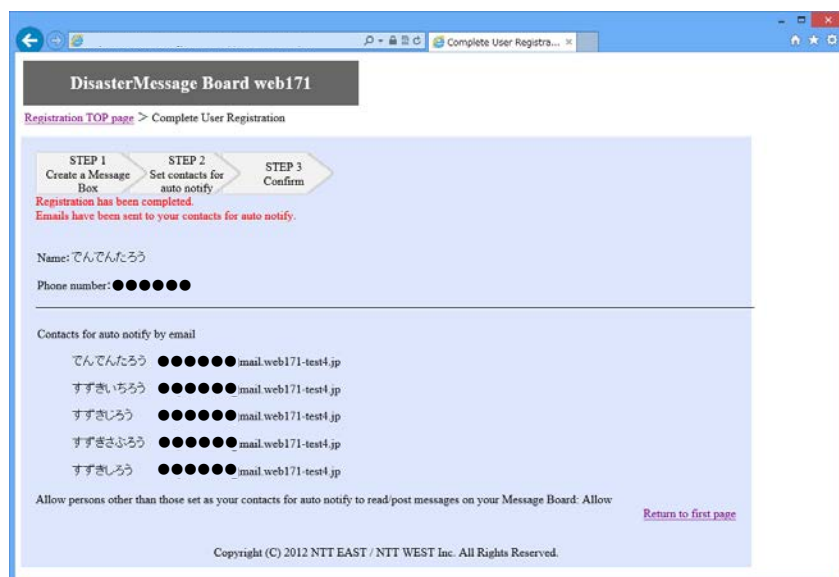 Complete User Registra...
DisasterMessage Board web171
Registration TOP page > Complete User Registration
STEP 1
Create a Message
Box
STEP 2
Set contacts for
auto notify
STEP 3
Confirm
Registration has been completed.
Emails have been sent to your contacts for auto notify.
Name:でんでんたろう
Phone number:●●●●●●
Contacts for auto notify by email
でんでんたろう ●●●●●●mail.web171-test4.jp
すずきいちろう ●●●●●●mail.web171-test4.jp
すずきじろう ●●●●●●mail.web171-test4.jp
すずきさぶろう ●●●●●●mail.web171-test4.jp
すずきしろう ●●●●●●mail.web171-test4.jp
Allow persons other than those set as your contacts for auto notify to read/post messages on your Message Board: Allow
Return to first page
Copyright (C) 2012 NTT EAST / NTT WEST Inc. All Rights Reserved.